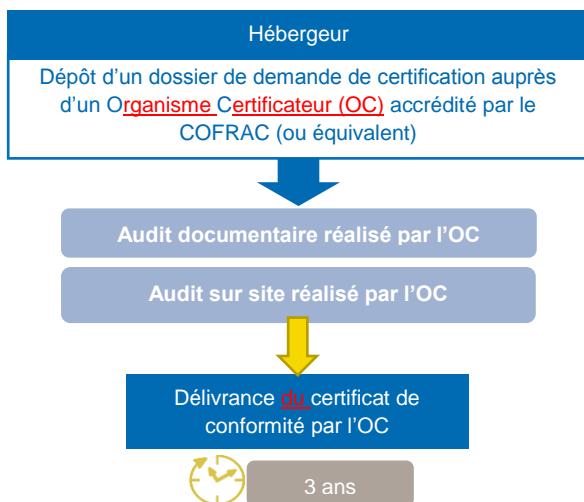 Hébergeur
Dépôt d'un dossier de demande de certification auprès
d'un Organisme Certificateur (OC) accrédité par le
COFRAC (ou équivalent)
Audit documentaire réalisé par l'OC
Audit sur site réalisé par l'OC
Délivrance du certificat de
conformité par l'OC
3 ans